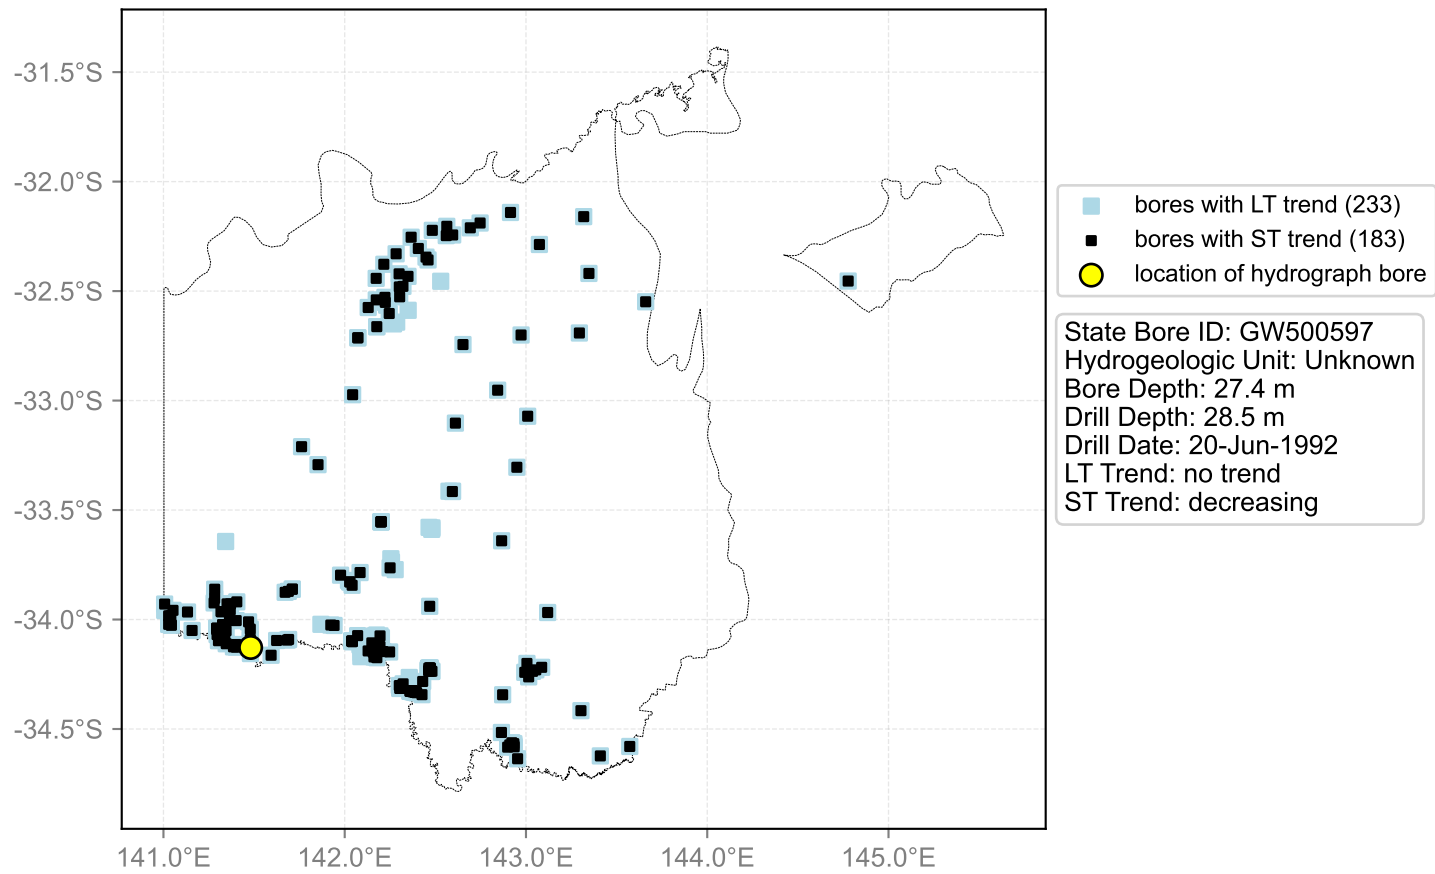 -31.5°S
-32.0°S
-32.5°S
-33.0°S
-33.5°S
-34.0°S
-34.5°S
141.0°E
142.0°E
143.0°E
144.0°E
145.0°E
bores with LT trend (233)
bores with ST trend (183)
location of hydrograph bore
State Bore ID: GW500597
Hydrogeologic Unit: Unknown
Bore Depth: 27.4 m
Drill Depth: 28.5 m
Drill Date: 20-Jun-1992
LT Trend: no trend
ST Trend: decreasing